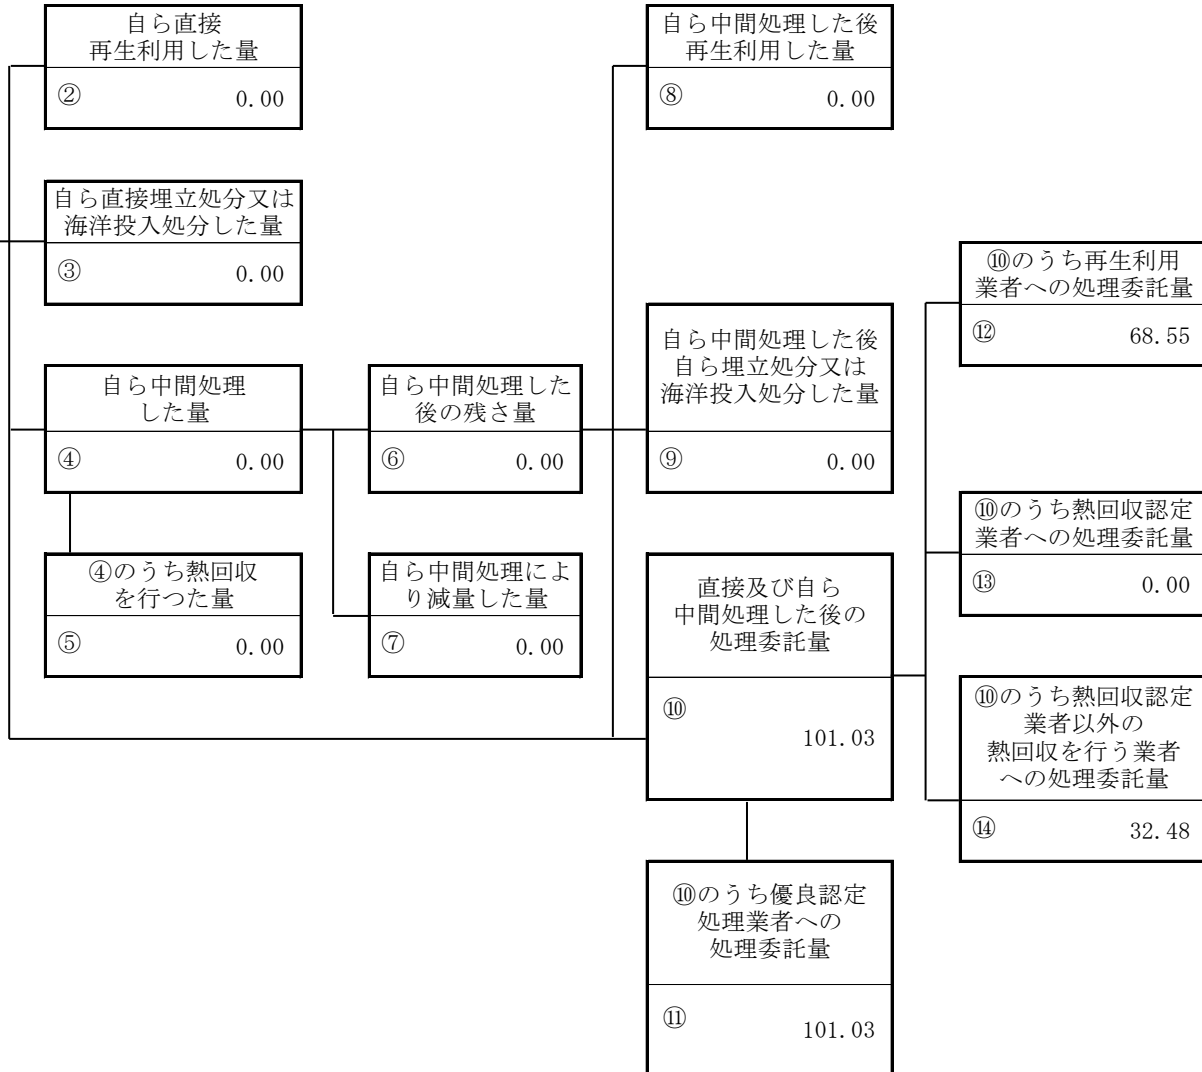 自ら直接
再生利用した量
② 0.00
自ら中間処理した後
再生利用した量
⑧ 0.00
自ら直接埋立処分又は
海洋投入処分した量
③ 0.00
⑩のうち再生利用
業者への処理委託量
⑫ 68.55
自ら中間処理した後
自ら埋立処分又は
海洋投入処分した量
⑨ 0.00
自ら中間処理
した量
④ 0.00
自ら中間処理した
後の残さ量
⑥ 0.00
⑩のうち熱回収認定
業者への処理委託量
⑬ 0.00
④のうち熱回収
を行つた量
⑤ 0.00
自ら中間処理によ
り減量した量
⑦ 0.00
直接及び自ら
中間処理した後の
処理委託量
⑩
101.03
⑩のうち熱回収認定
業者以外の
熱回収を行う業者
への処理委託量
⑭ 32.48
⑩のうち優良認定
処理業者への
処理委託量
⑪ 101.03